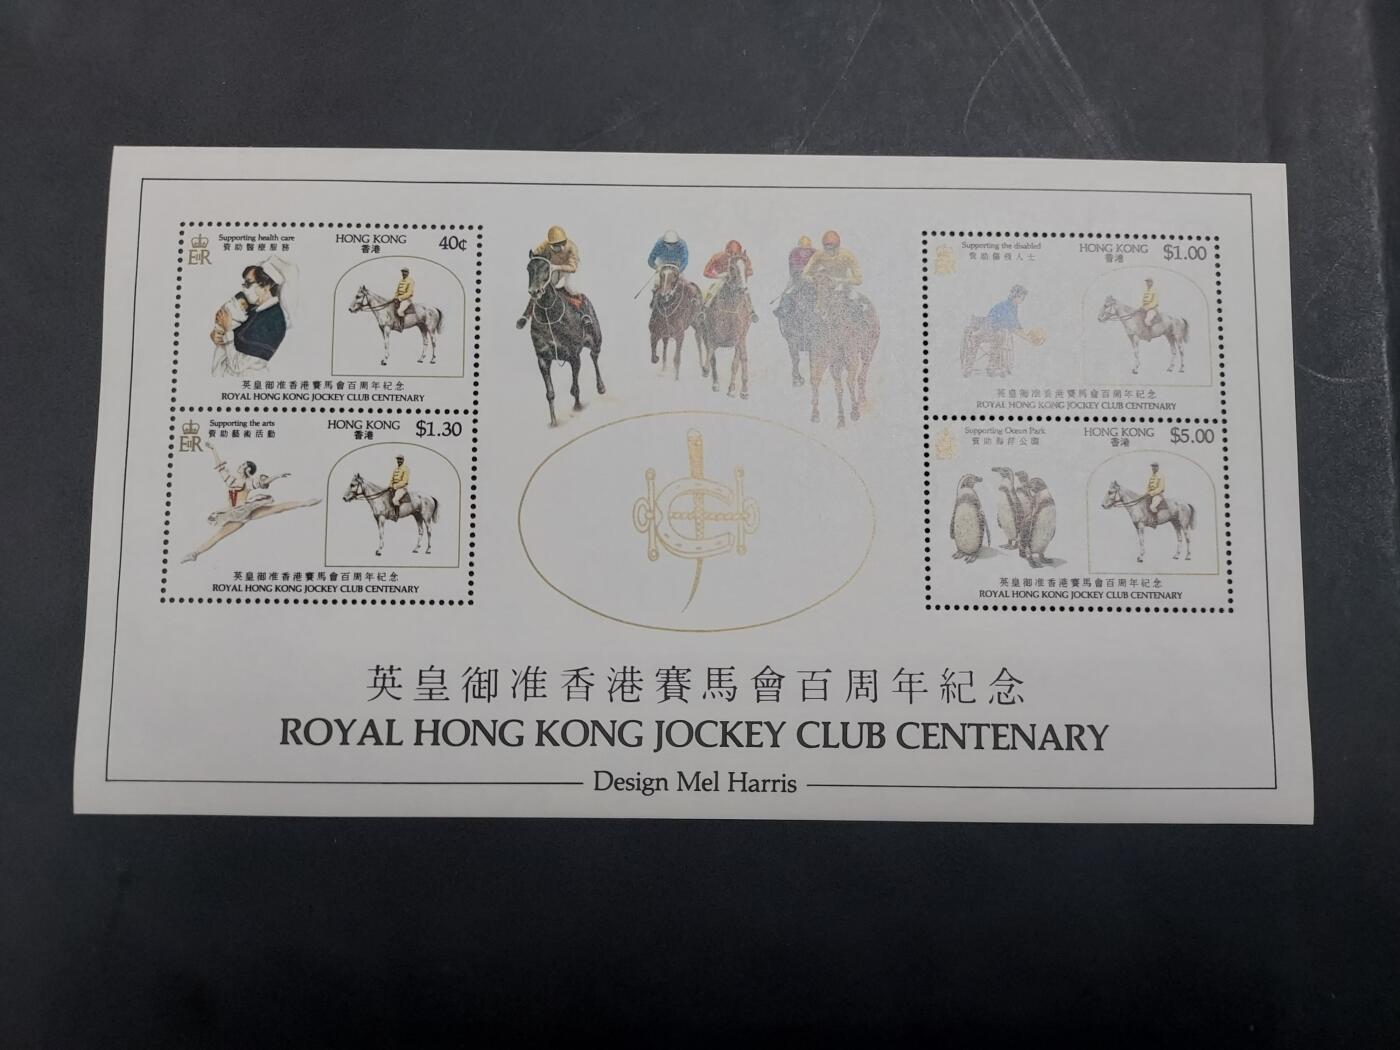 Supporting health care
資助醫療服務
HONG KONG
香港
40¢
EIIR
英皇御准香港賽馬會百周年紀念
ROYAL HONG KONG JOCKEY CLUB CENTENARY
Supporting the arts
資助藝術活動
HONG KONG
香港
$1.30
EIIR
英皇御准香港賽馬會百周年紀念
ROYAL HONG KONG JOCKEY CLUB CENTENARY
Supporting the disabled
資助傷殘人士
HONG KONG
香港
$1.00
英皇御准香港賽馬會百周年紀念
ROYAL HONG KONG JOCKEY CLUB CENTENARY
Supporting Ocean Park
資助海洋公園
HONG KONG
香港
$5.00
英皇御准香港賽馬會百周年紀念
ROYAL HONG KONG JOCKEY CLUB CENTENARY
英皇御准香港賽馬會百周年紀念
ROYAL HONG KONG JOCKEY CLUB CENTENARY
Design Mel Harris